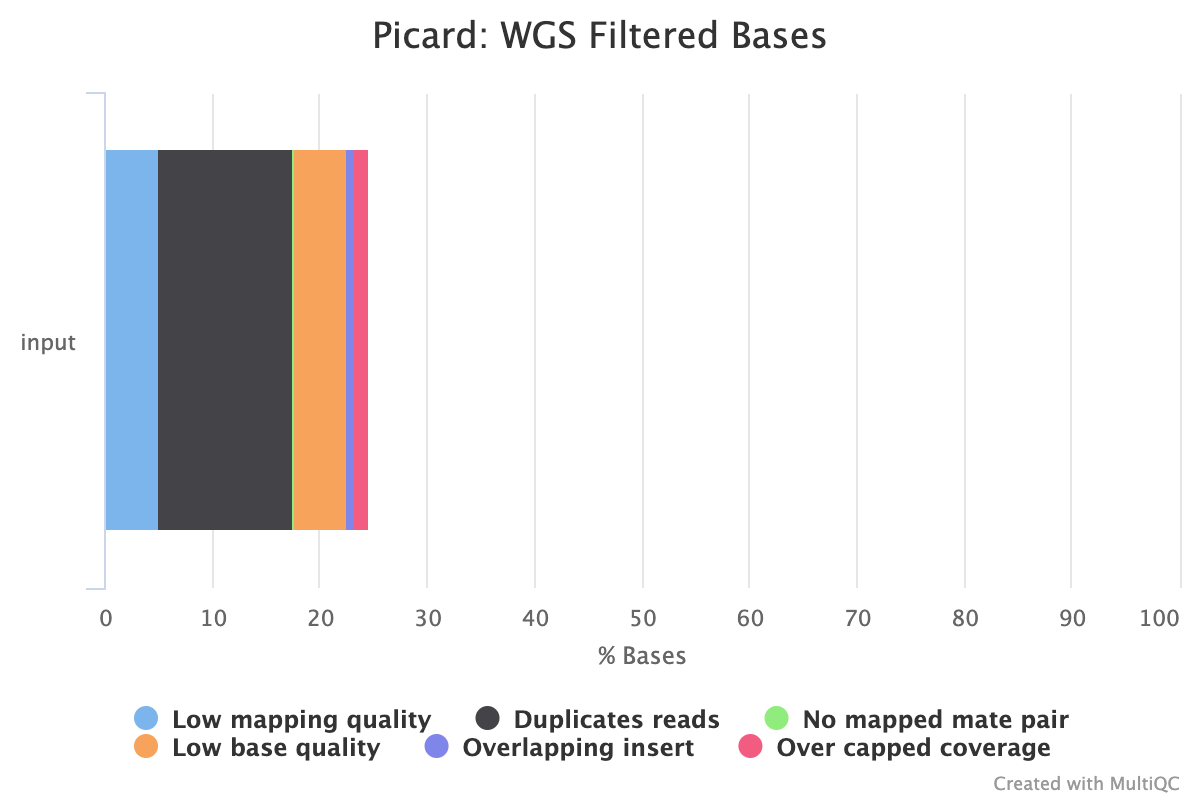 Picard: WGS Filtered Bases
input
0 10 20 30 40 50 60 70 80 90 100
% Bases
Low mapping quality Duplicates reads No mapped mate pair
Low base quality Overlapping insert Over capped coverage
Created with MultiQC